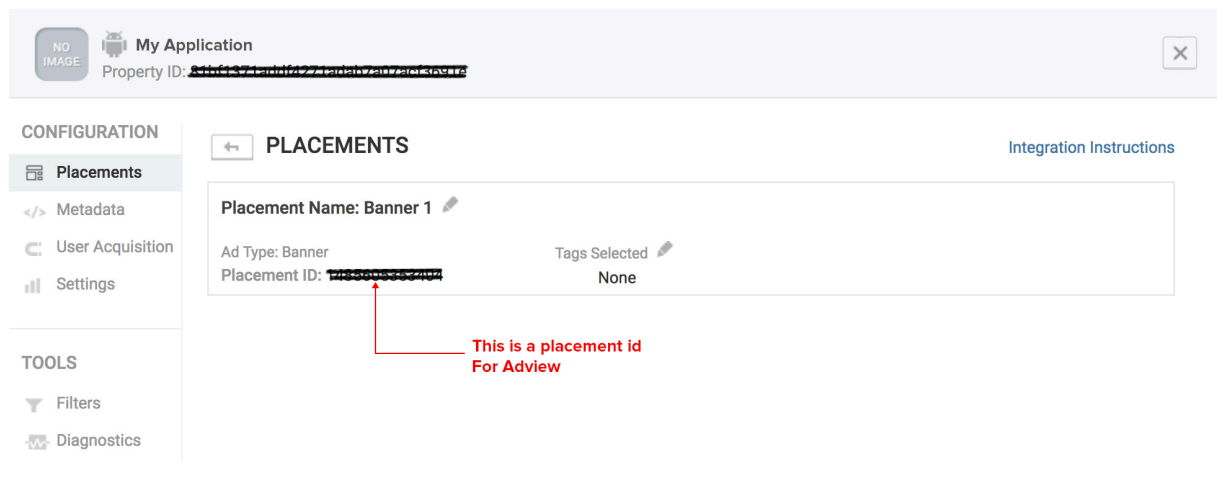 NO
IMAGE
My Application
Property ID:
CONFIGURATION
Placements
Metadata
User Acquisition
Settings
TOOLS
Filters
Diagnostics
PLACEMENTS
Integration Instructions
Placement Name: Banner 1
Ad Type: Banner
Tags Selected
Placement ID:
None
This is a placement id
For Adview